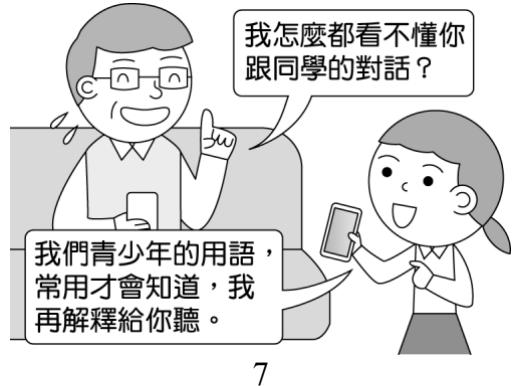 我怎麼都看不懂你
跟同學的對話？
我們青少年的用語，
常用才會知道，我
再解釋給你聽。
7